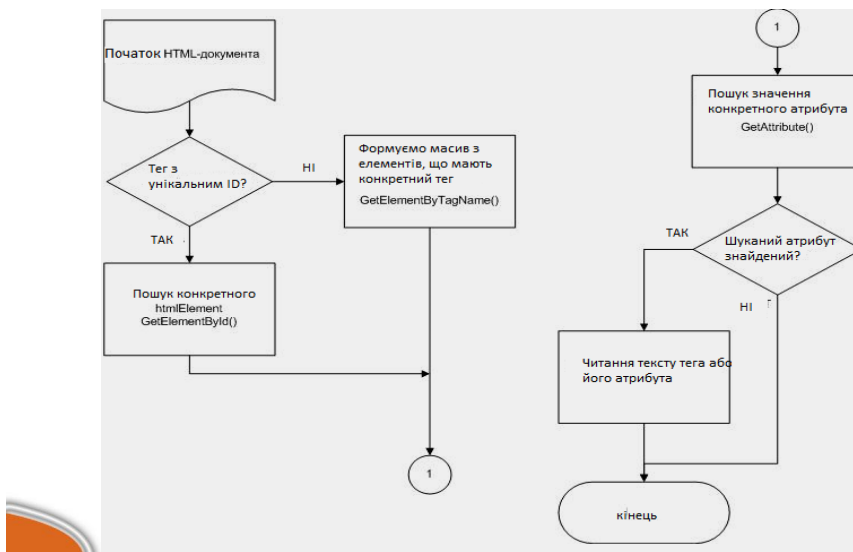 Початок HTML-документа
Тег з
унікальним ID?
НІ
ТАК
Формуємо масив з
елементів, що мають
конкретний тег
GetElementByTagName()
Пошук конкретного
htmlElement
GetElementById()
1
1
Пошук значення
конкретного атрибута
GetAttribute()
Шуканий атрибут
знайдений?
ТАК
НІ
Читання тексту тега або
його атрибута
кінець